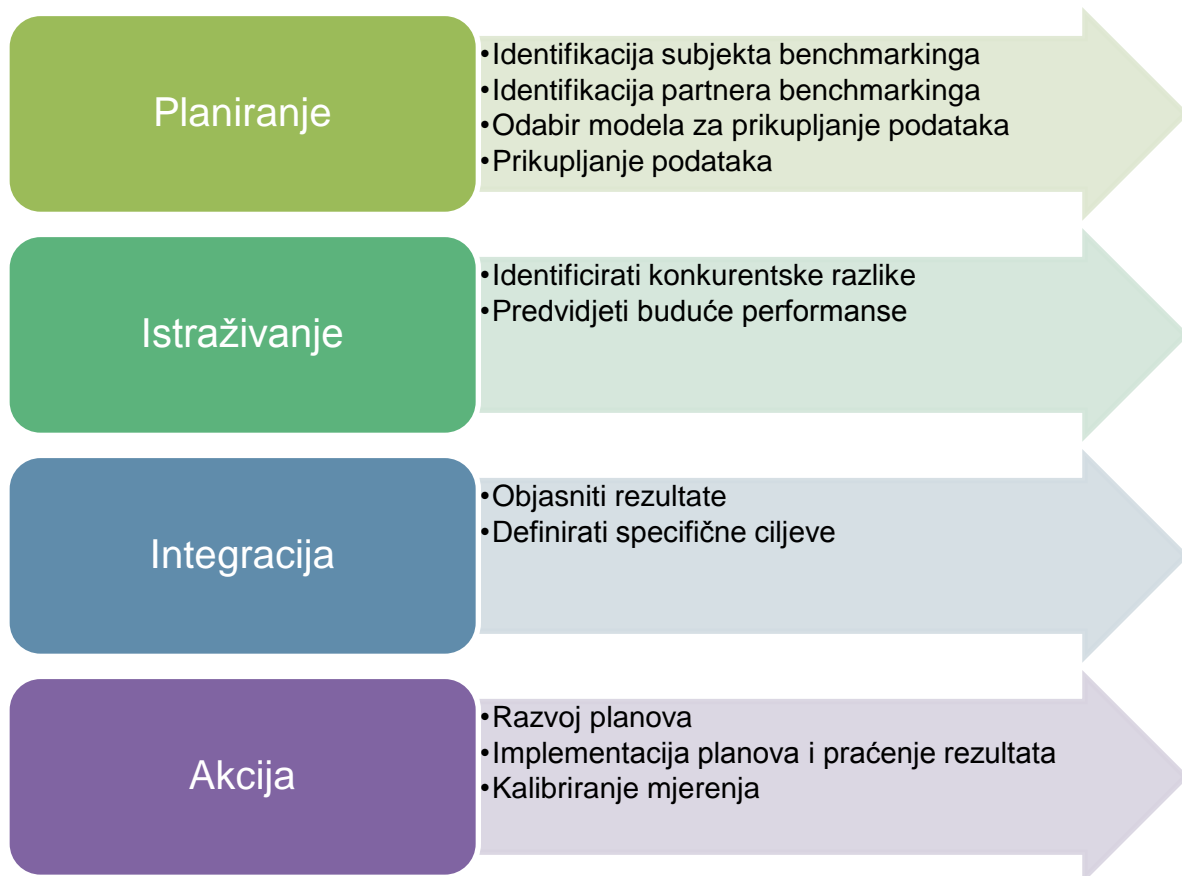 Planiranje
•Identifikacija subjekta benchmarkinga
•Identifikacija partnera benchmarkinga
•Odabir modela za prikupljanje podataka
•Prikupljanje podataka
Istraživanje
•Identificirati konkurentske razlike
•Predvidjeti buduće performanse
Integracija
•Objasniti rezultate
•Definirati specifične ciljeve
Akcija
•Razvoj planova
•Implementacija planova i praćenje rezultata
•Kalibriranje mjerenja